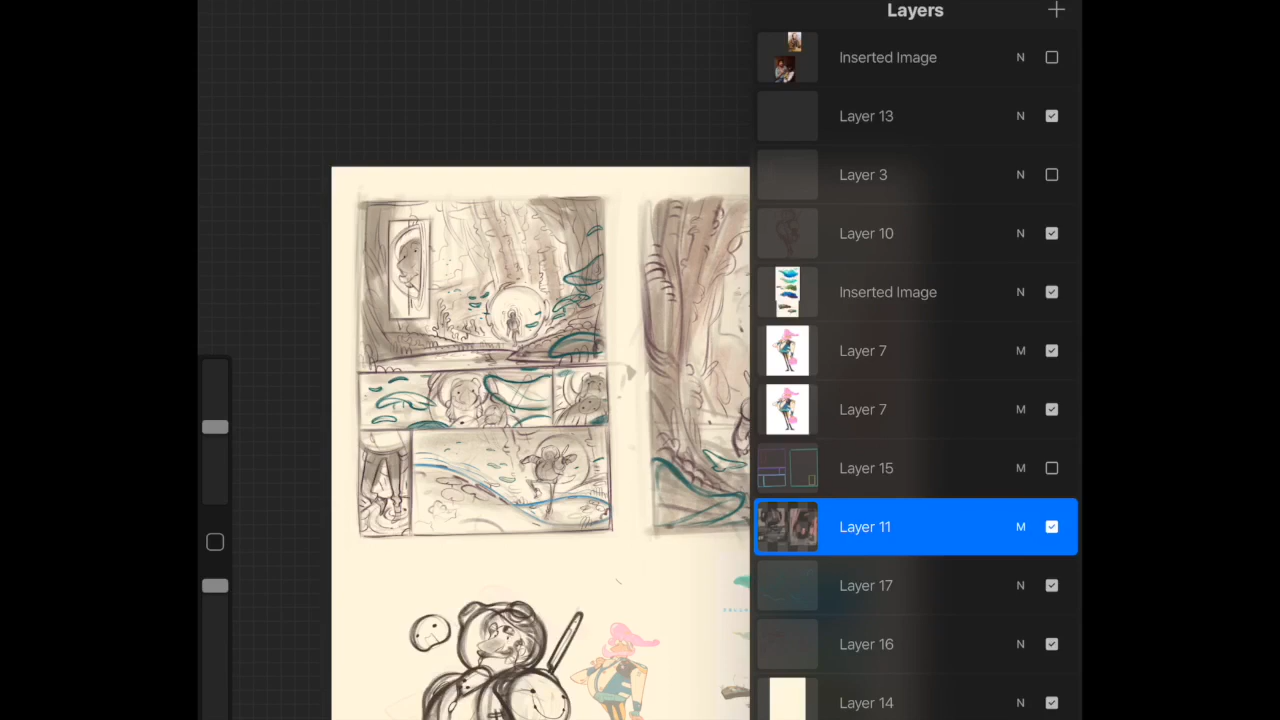 Layers
Inserted Image N
Layer 13 N
Layer 3 N
Layer 10 N
Inserted Image N
Layer 7 M
Layer 7 M
Layer 15 M
Layer 11 M
Layer 17 N
Layer 16 N
Layer 14 N